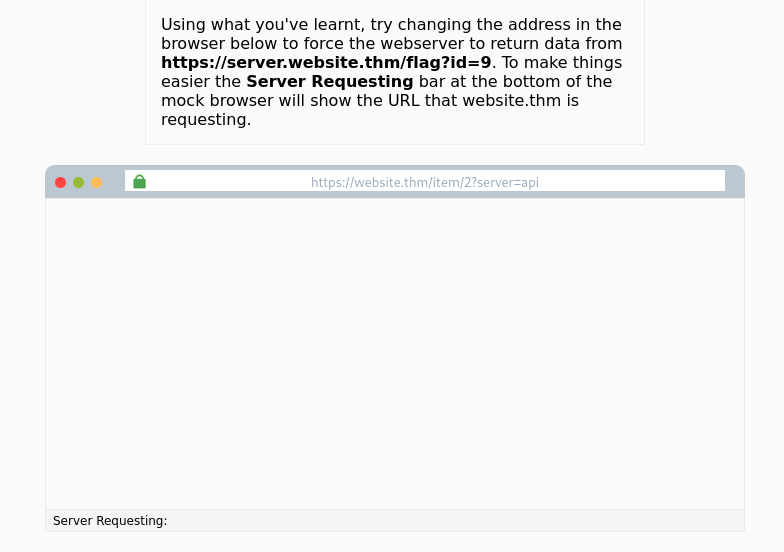 Using what you've learnt, try changing the address in the
browser below to force the webserver to return data from
https://server.website.thm/flag?id=9. To make things
easier the Server Requesting bar at the bottom of the
mock browser will show the URL that website.thm is
requesting.
https://website.thm/item/2?server=api
Server Requesting: